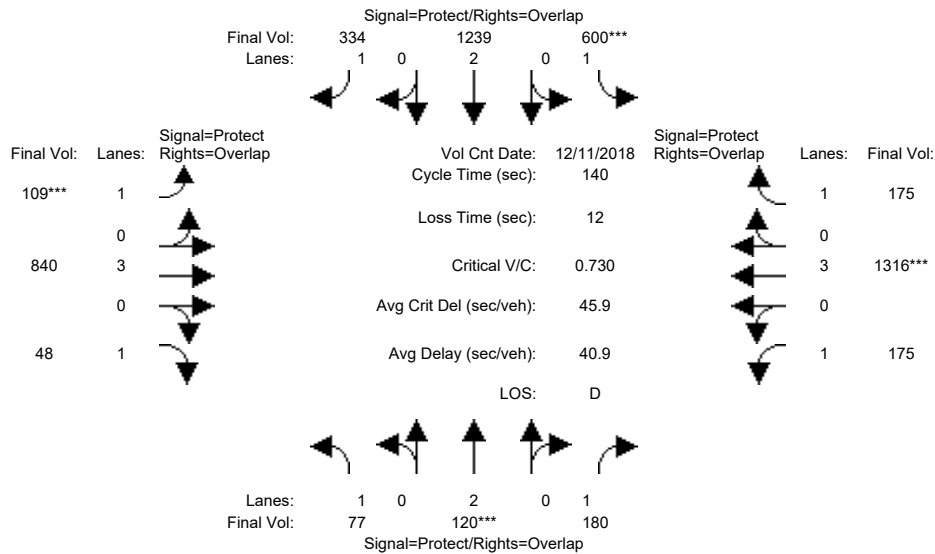 Signal=Protect/Rights=Overlap
Final Vol: 334 1239 600***
Lanes: 1 0 2 0 1
Signal=Protect Signal=Protect
Final Vol: Lanes: Rights=Overlap Vol Cnt Date: 12/11/2018 Rights=Overlap Lanes: Final Vol:
Cycle Time (sec): 140
109*** 1 1 175
Loss Time (sec): 12
0 0
840 3 Critical V/C: 0.730 3 1316***
0 Avg Crit Del (sec/veh): 45.9 0
48 1 Avg Delay (sec/veh): 40.9 1 175
LOS: D
Lanes: 1 0 2 0 1
Final Vol: 77 120*** 180
Signal=Protect/Rights=Overlap